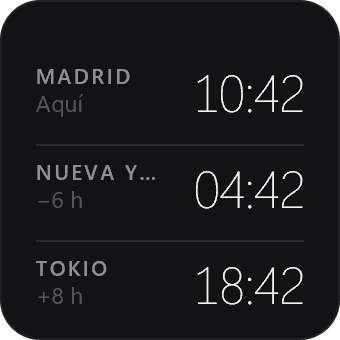 MADRID
Aquí
10:42
NUEVA Y…
−6 h
04:42
TOKIO
+8 h
18:42